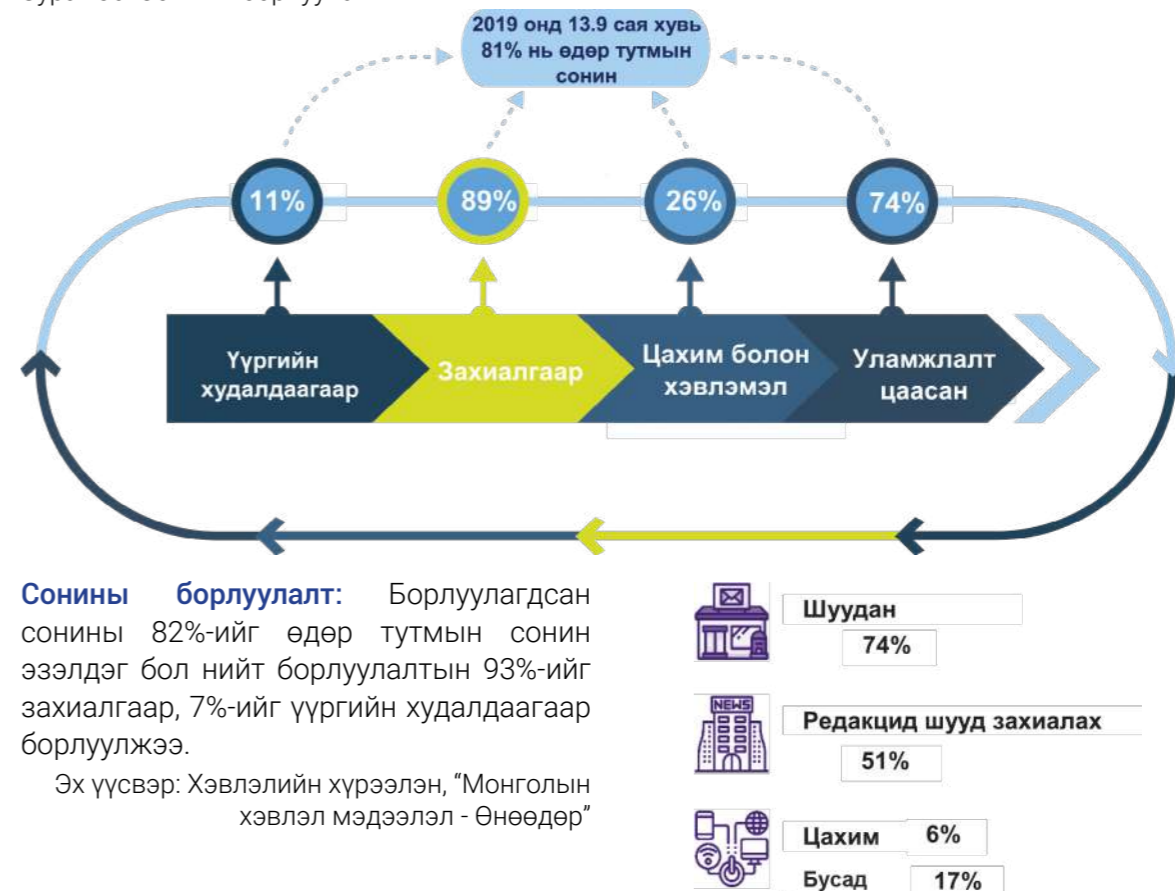 2019 онд 13.9 сая хувь
81% нь өдөр тутмын
сонин
11%
89%
26%
74%
Үүргийн
худалдаагаар
Захиалгаар
Цахим болон
хэвлэмэл
Уламжлалт
цаасан
Сонины борлуулалт: Борлуулагдсан
сонины 82%-ийг өдөр тутмын сонин
эзэлдэг бол нийт борлуулалтын 93%-ийг
захиалгаар, 7%-ийг үүргийн худалдаагаар
борлуулжээ.
Эх үүсвэр: Хэвлэлийн хүрээлэн, “Монголын
хэвлэл мэдээлэл - Өнөөдөр”
Шуудан
74%
NEWS
Редакцид шууд захиалах
51%
Цахим 6%
Бусад 17%